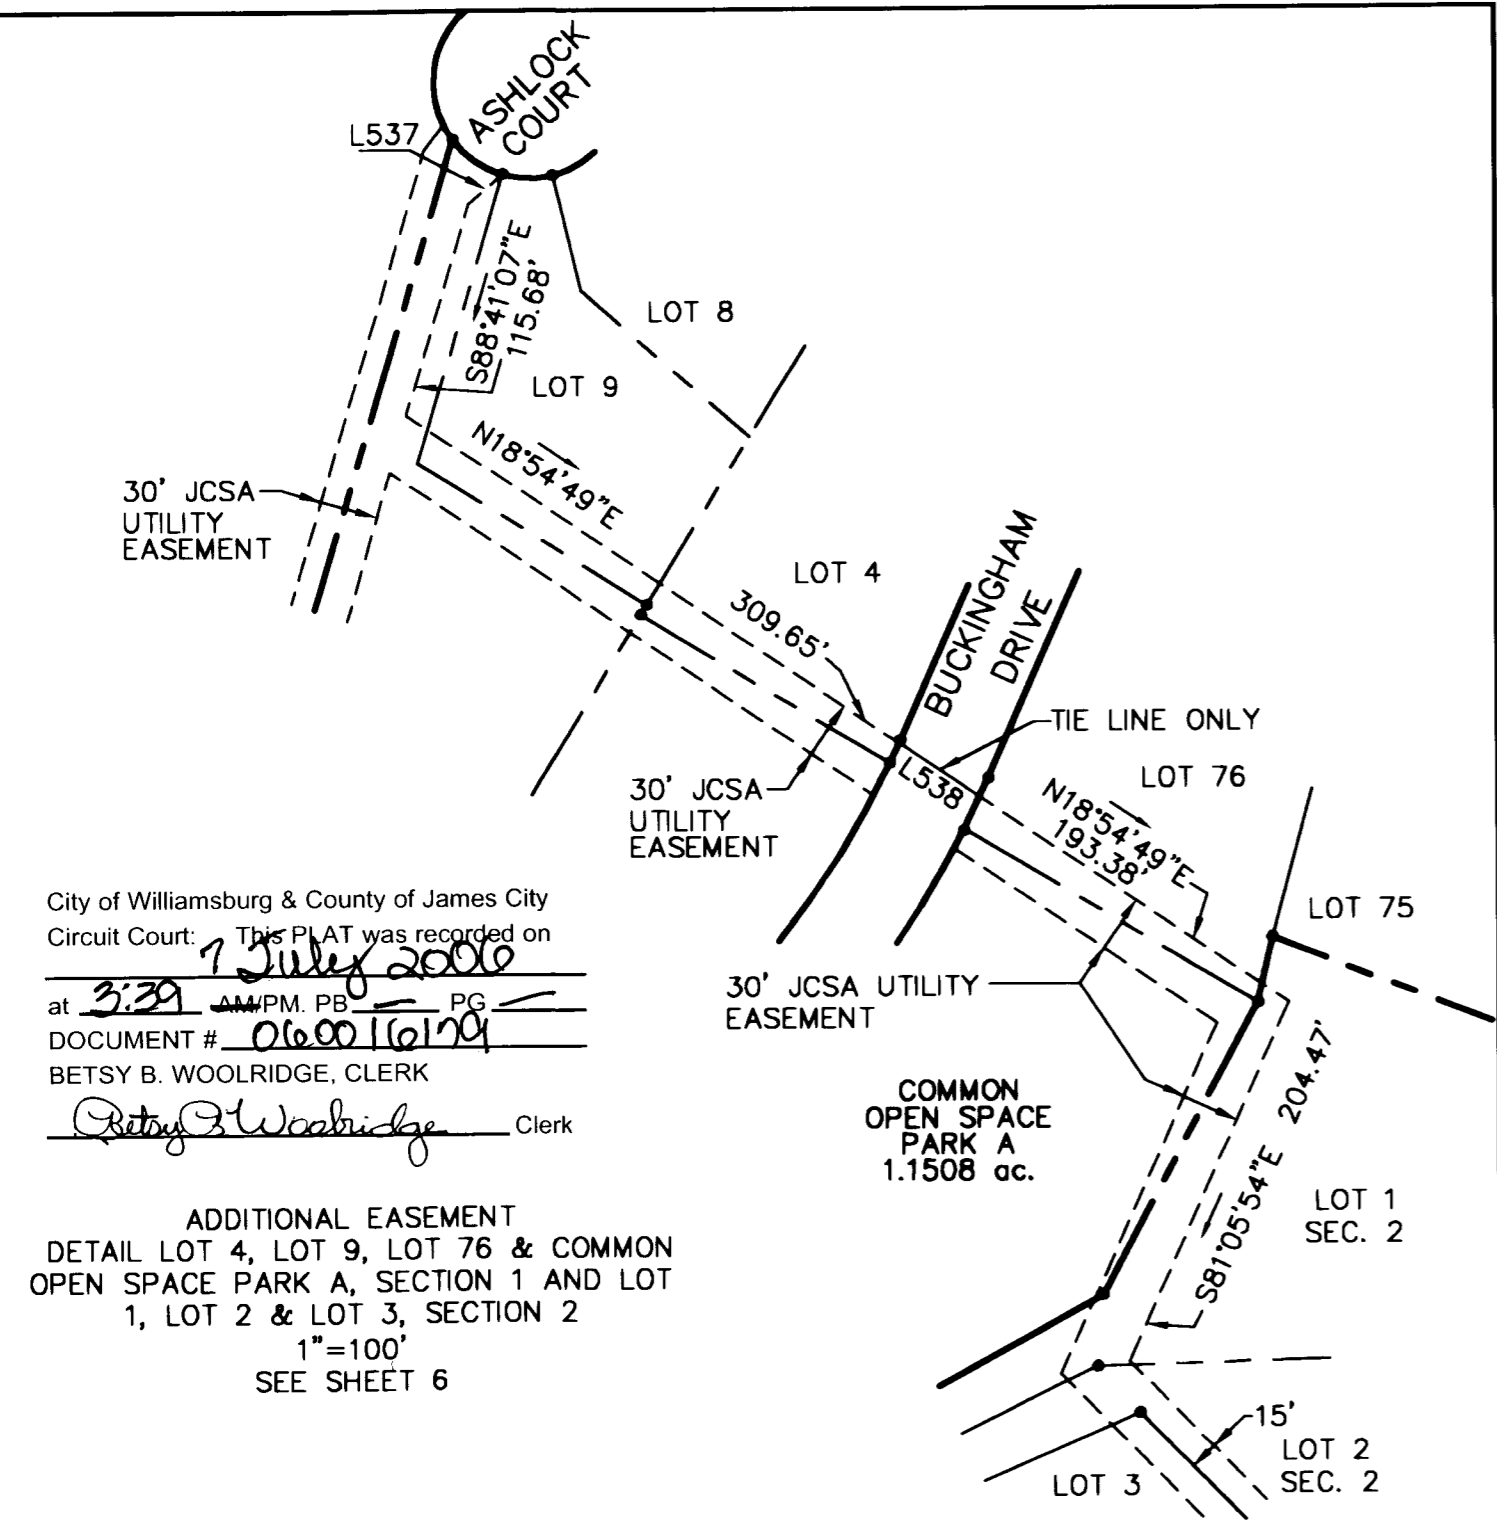 ASHLOCK
COURT
L537
S88°41'07"E
115.68'
LOT 8
LOT 9
N18°54'49"E
30' JCSA
UTILITY
EASEMENT
LOT 4
309.65'
BUCKINGHAM
DRIVE
TIE LINE ONLY
L538
LOT 76
30' JCSA
UTILITY
EASEMENT
N18°54'49"E
193.38'
LOT 75
City of Williamsburg & County of James City
Circuit Court: This PLAT was recorded on
7 July 2006
at 3:39 AM/PM. PB — PG —
DOCUMENT # 060016179
BETSY B. WOOLRIDGE, CLERK
Betsy B Woolridge Clerk
30' JCSA UTILITY
EASEMENT
COMMON
OPEN SPACE
PARK A
1.1508 ac.
S81°05'54"E 204.47'
LOT 1
SEC. 2
ADDITIONAL EASEMENT
DETAIL LOT 4, LOT 9, LOT 76 & COMMON
OPEN SPACE PARK A, SECTION 1 AND LOT
1, LOT 2 & LOT 3, SECTION 2
1"=100'
SEE SHEET 6
15'
LOT 2
SEC. 2
LOT 3